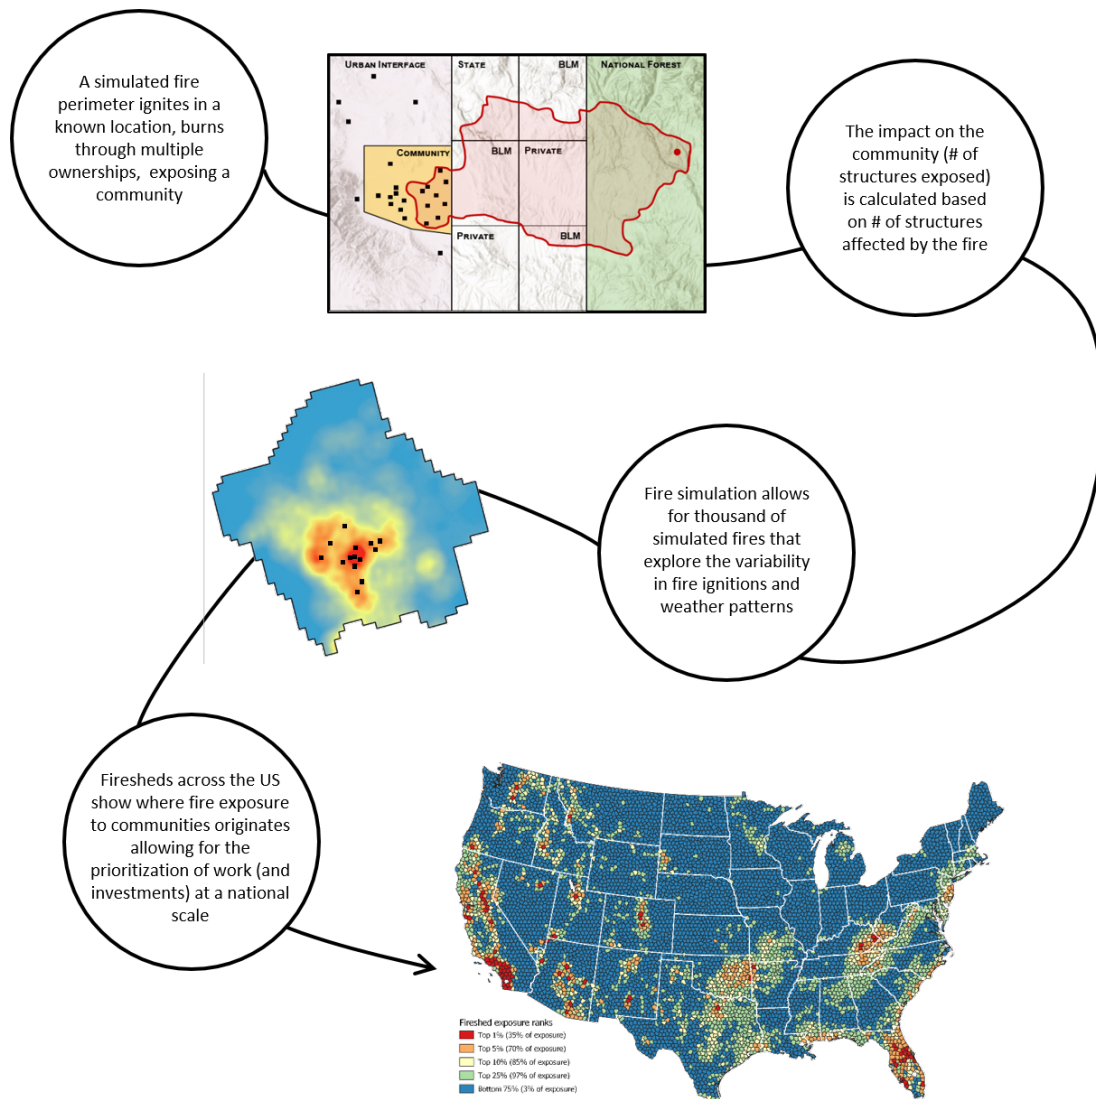 A simulated fire
perimeter ignites in a
known location, burns
through multiple
ownerships, exposing a
community
URBAN INTERFACE
STATE
BLM
NATIONAL FOREST
COMMUNITY
BLM
PRIVATE
PRIVATE
BLM
The impact on the
community (# of
structures exposed)
is calculated based
on # of structures
affected by the fire
Fire simulation allows
for thousand of
simulated fires that
explore the variability
in fire ignitions and
weather patterns
Firesheds across the US
show where fire exposure
to communities originates
allowing for the
prioritization of work (and
investments) at a national
scale
Fireshed exposure ranks
Top 1% (35% of exposure)
Top 5% (70% of exposure)
Top 10% (85% of exposure)
Top 25% (97% of exposure)
Bottom 75% (3% of exposure)